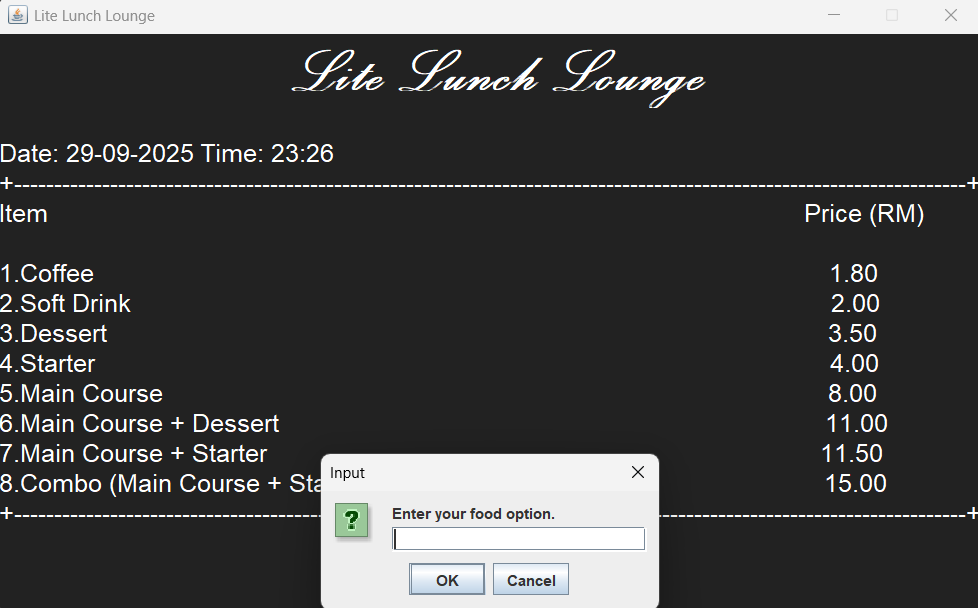 Lite Lunch Lounge
Lite Lunch Lounge
Date: 29-09-2025 Time: 23:26
+------------------------------------------------------------------------------------------------------------------------+
Item Price (RM)
1.Coffee 1.80
2.Soft Drink 2.00
3.Dessert 3.50
4.Starter 4.00
5.Main Course 8.00
6.Main Course + Dessert 11.00
7.Main Course + Starter 11.50
8.Combo (Main Course + 15.00
+------------------------------------------------------------------------------------------------------------------------+
Input
Enter your food option.
OK Cancel